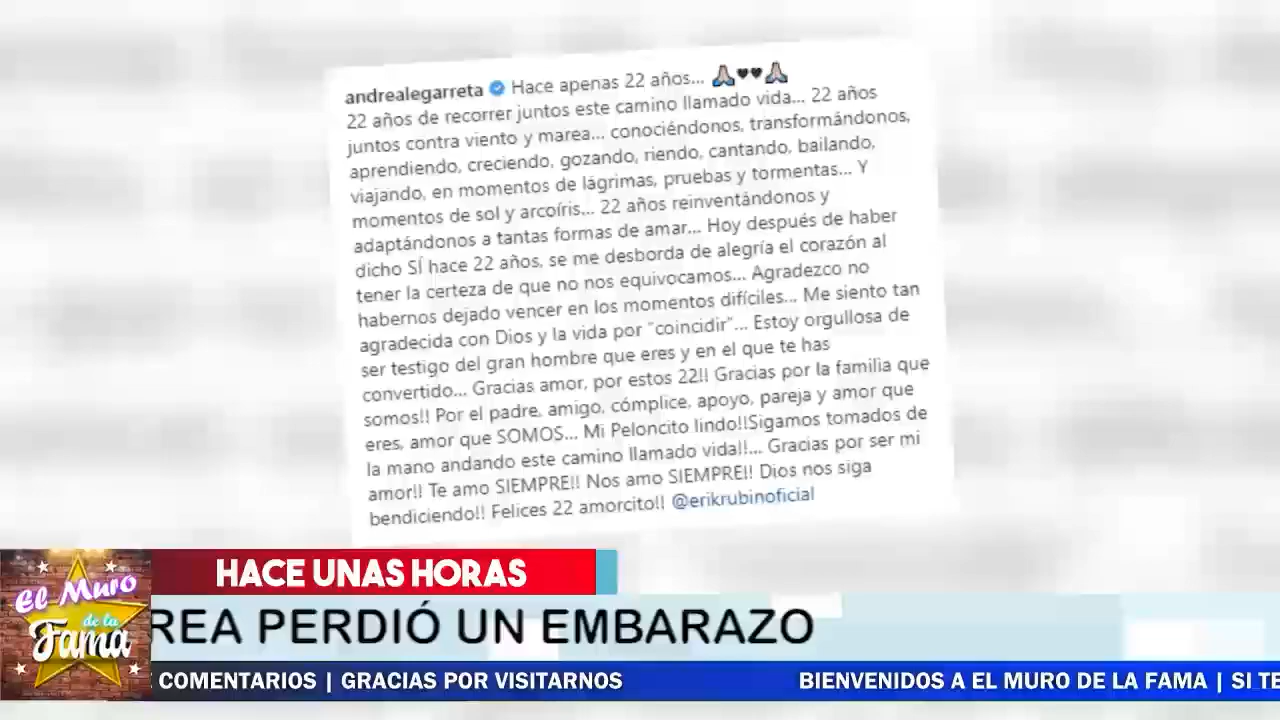 andrealegarreta Hace apenas 22 años... 🙏🖤🖤🙏
22 años de recorrer juntos este camino llamado vida... 22 años
juntos contra viento y marea... conociéndonos, transformándonos,
aprendiendo, creciendo, gozando, riendo, cantando, bailando,
viajando, en momentos de lágrimas, pruebas y tormentas... Y
momentos de sol y arcoíris... 22 años reinventándonos y
adaptándonos a tantas formas de amar... Hoy después de haber
dicho SÍ hace 22 años, se me desborda de alegría el corazón al
tener la certeza de que no nos equivocamos... Agradezco no
habernos dejado vencer en los momentos difíciles... Me siento tan
agradecida con Dios y la vida por "coincidir"... Estoy orgullosa de
ser testigo del gran hombre que eres y en el que te has
convertido... Gracias amor, por estos 22!! Gracias por la familia que
somos!! Por el padre, amigo, cómplice, apoyo, pareja y amor que
eres, amor que SOMOS... Mi Peloncito lindo!!Sigamos tomados de
la mano andando este camino llamado vida!!... Gracias por ser mi
amor!! Te amo SIEMPRE!! Nos amo SIEMPRE!! Dios nos siga
bendiciendo!! Felices 22 amorcito!! @erikrubinoficial
HACE UNAS HORAS
El Muro
de la
Fama
REA PERDIÓ UN EMBARAZO
COMENTARIOS | GRACIAS POR VISITARNOS
BIENVENIDOS A EL MURO DE LA FAMA | SI TE